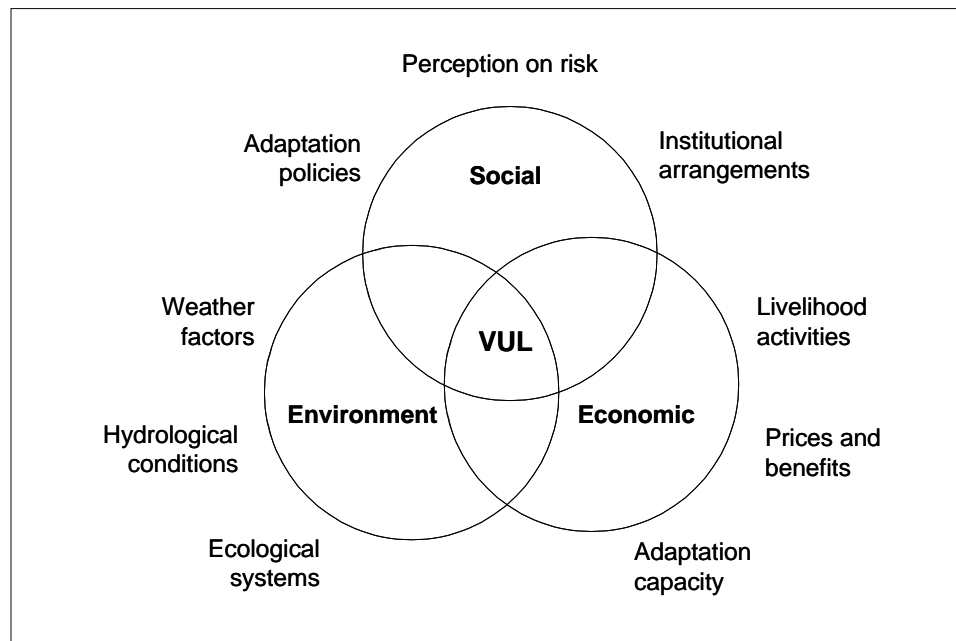 Perception on risk
Adaptation
policies
Institutional
arrangements
Social
Weather
factors
Livelihood
activities
VUL
Environment
Economic
Hydrological
conditions
Prices and
benefits
Ecological
systems
Adaptation
capacity